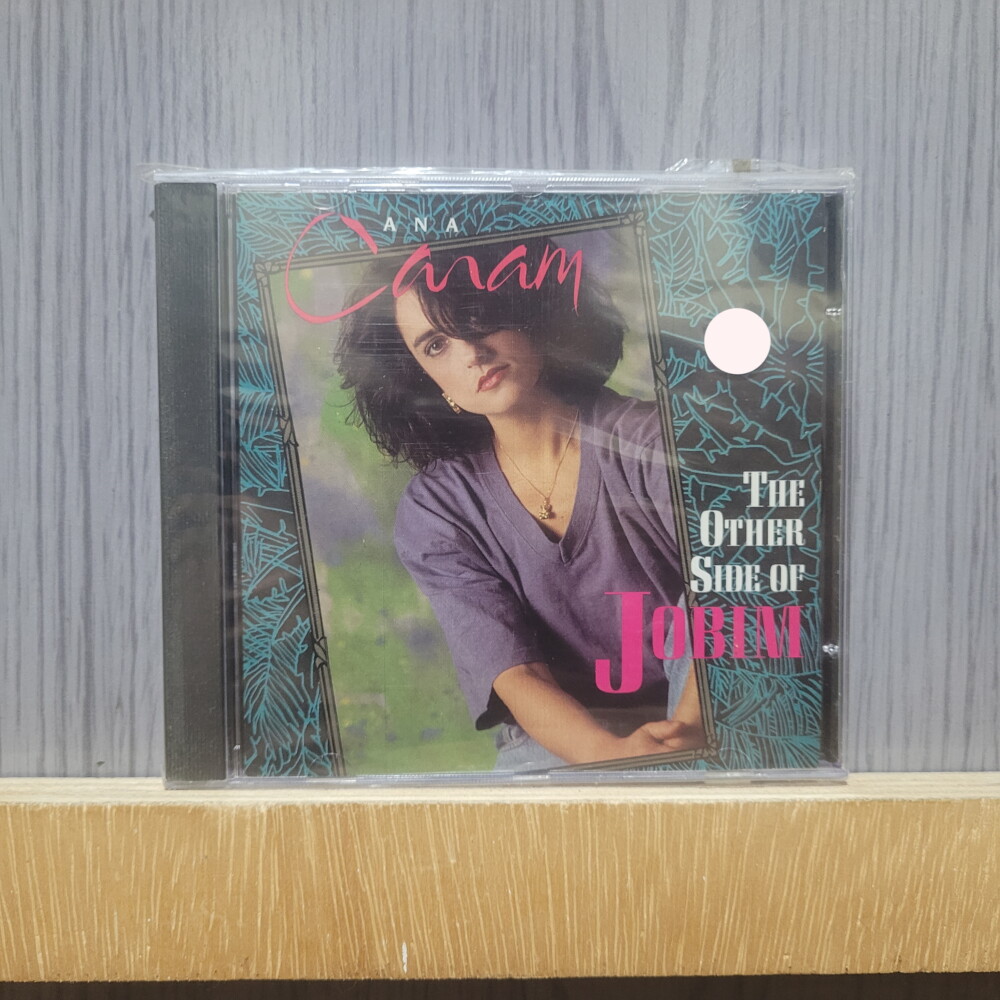 ANA
Caram
THE
OTHER
SIDE OF
JOBIM